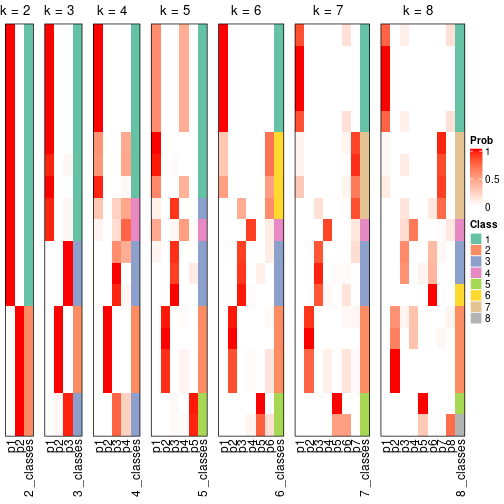 k = 2 k = 3 k = 4 k = 5 k = 6 k = 7 k = 8
Prob
1
0.5
0
Class
1
2
3
4
5
6
7
8
p1 p2 2_classes
p1 p2 p3 3_classes
p1 p2 p3 p4 4_classes
p1 p2 p3 p4 p5 5_classes
p1 p2 p3 p4 p5 p6 6_classes
p1 p2 p3 p4 p5 p6 p7 7_classes
p1 p2 p3 p4 p5 p6 p7 p8 8_classes